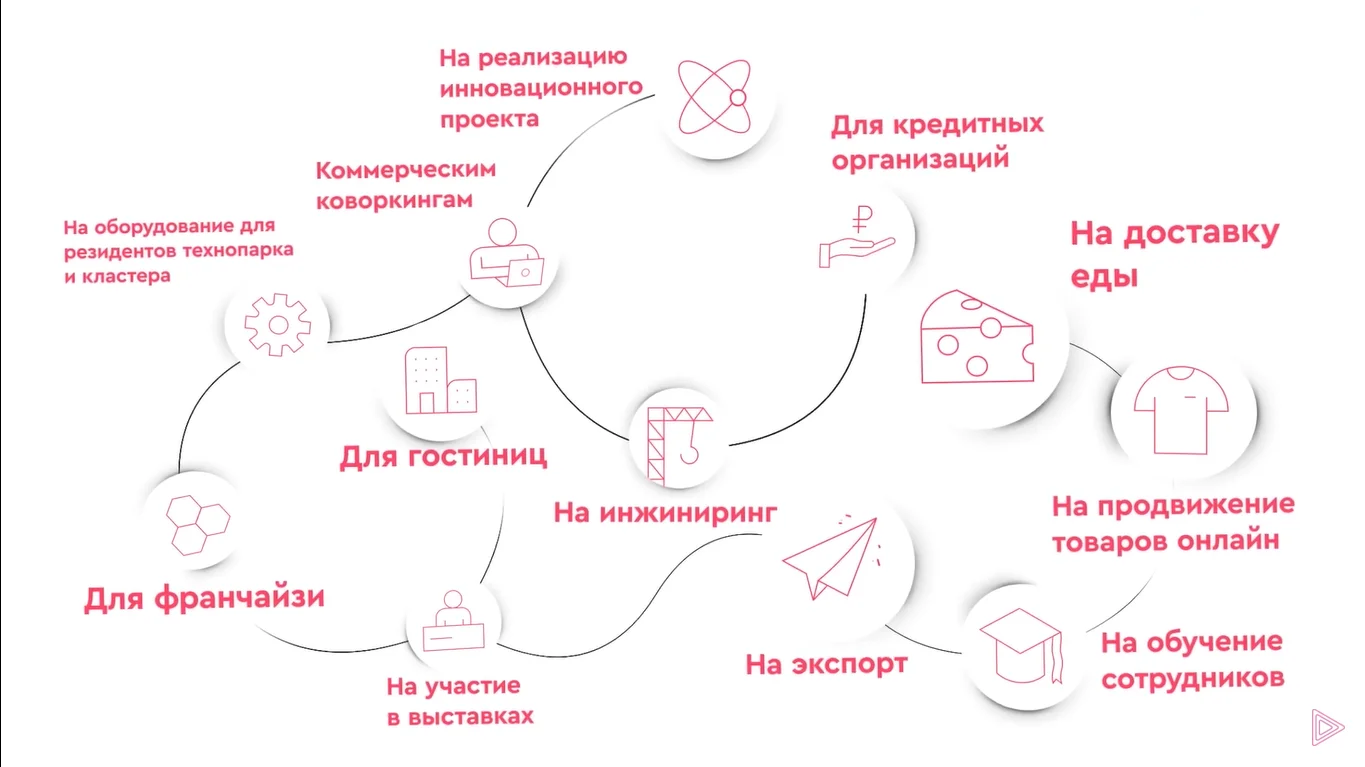 На реализацию
инновационного
проекта
Для кредитных
организаций
Коммерческим
коворкингам
На оборудование для
резидентов технопарка
и кластера
На доставку
еды
Для гостиниц
На инжиниринг
На продвижение
товаров онлайн
Для франчайзи
На экспорт
На обучение
сотрудников
На участие
в выставках